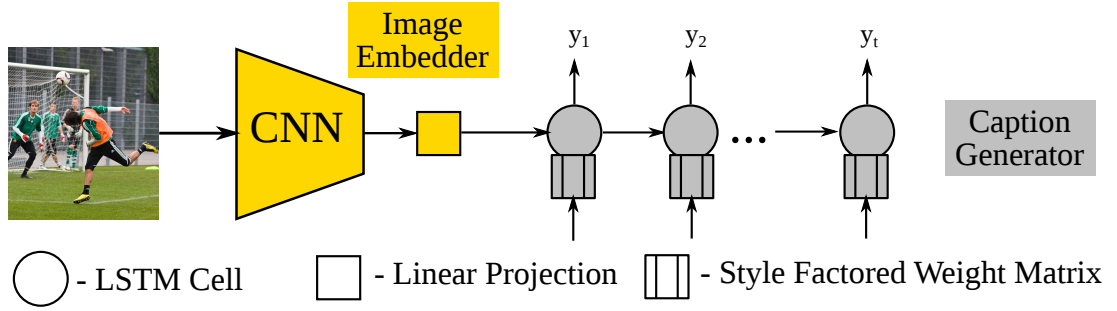 Image
Embedder
y1
y2
yt
CNN
...
Caption
Generator
- LSTM Cell
- Linear Projection
- Style Factored Weight Matrix